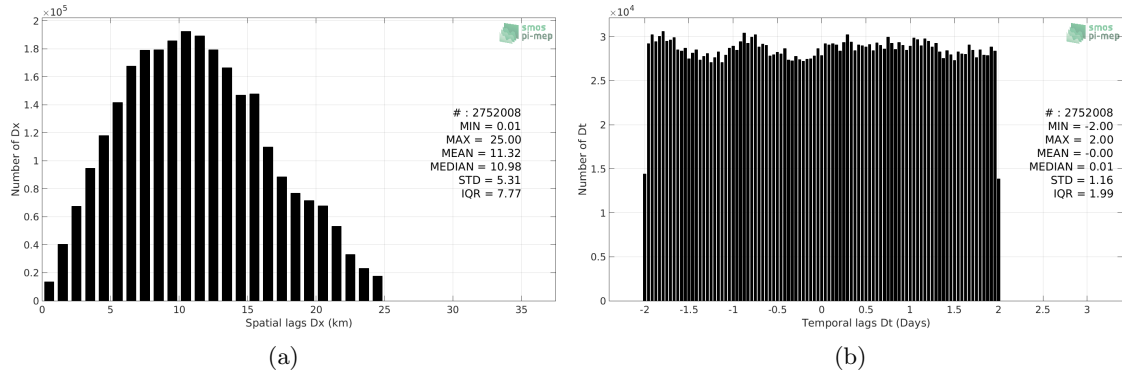 ×10⁵
2
1.8
1.6
1.4
1.2
1
0.8
0.6
0.4
0.2
0
Number of Dx
smos
pi-mep
# : 2752008
MIN = 0.01
MAX = 25.00
MEAN = 11.32
MEDIAN = 10.98
STD = 5.31
IQR = 7.77
0 5 10 15 20 25 30 35
Spatial lags Dx (km)
(a)
×10⁴
3
2.5
2
1.5
1
0.5
0
Number of Dt
smos
pi-mep
# : 2752008
MIN = -2.00
MAX = 2.00
MEAN = -0.00
MEDIAN = 0.01
STD = 1.16
IQR = 1.99
-2 -1.5 -1 -0.5 0 0.5 1 1.5 2 2.5 3
Temporal lags Dt (Days)
(b)